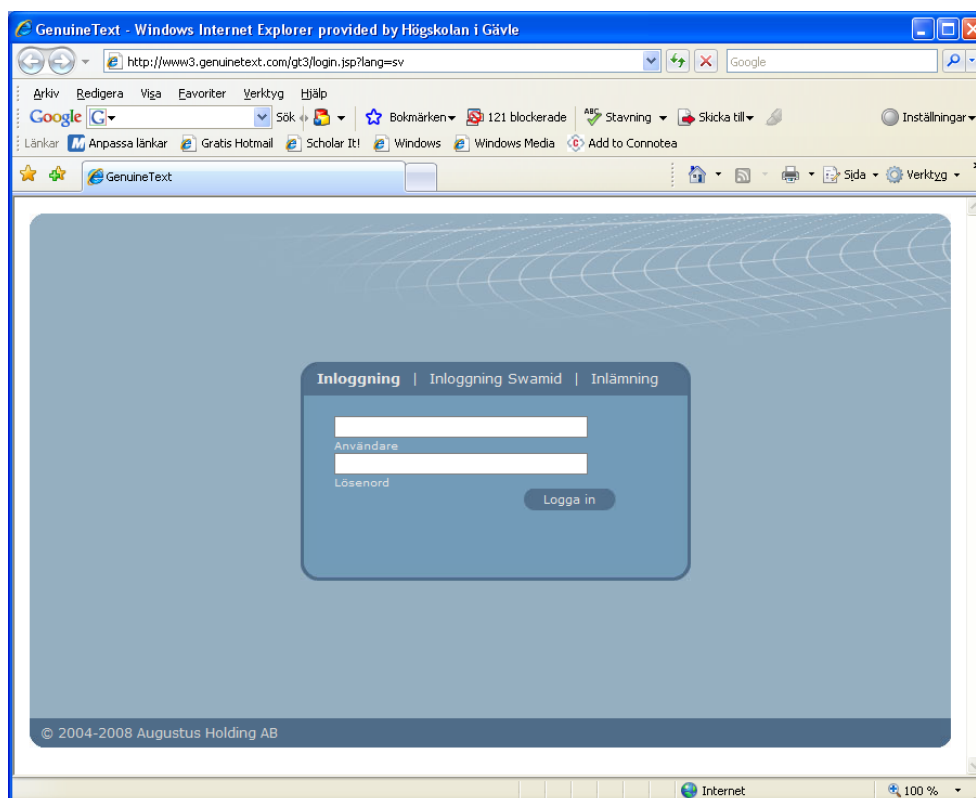 GenuineText - Windows Internet Explorer provided by Högskolan i Gävle
http://www3.genuinetext.com/gt3/login.jsp?lang=sv
Google
Arkiv Redigera Visa Favoriter Verktyg Hjälp
Google G Sök Bokmärken 121 blockerade ABC Stavning Skicka till Inställningar
Länkar M Anpassa länkar Gratis Hotmail Scholar It! Windows Windows Media Add to Connotea
GenuineText Sida Verktyg
Inloggning | Inloggning Swamid | Inlämning
Användare
Lösenord
Logga in
© 2004-2008 Augustus Holding AB
Internet 100 %